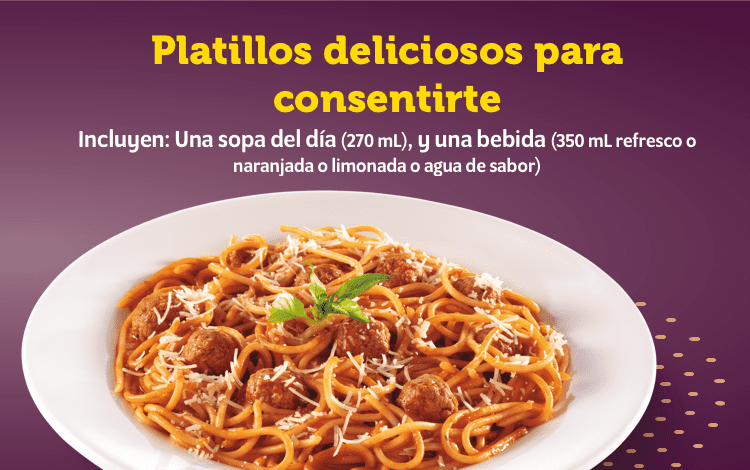 Platillos deliciosos para
consentirte
Incluyen: Una sopa del día (270 mL), y una bebida (350 mL refresco o
naranjada o limonada o agua de sabor)